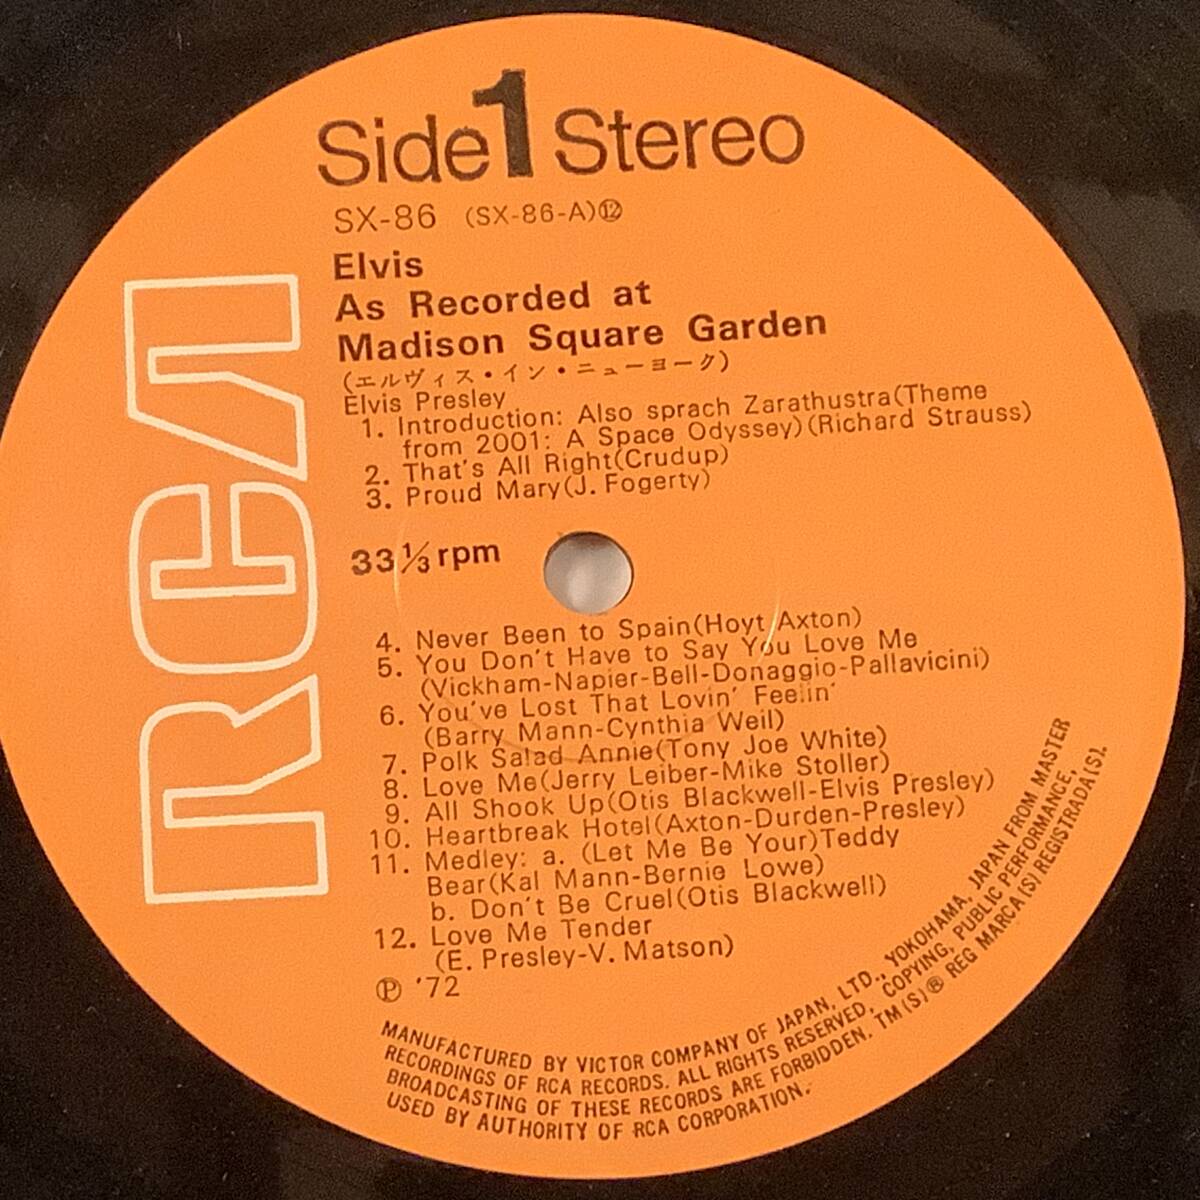 Side 1 Stereo
SX-86 (SX-86-A)⑫
Elvis
As Recorded at
Madison Square Garden
(エルヴィス・イン・ニューヨーク)
Elvis Presley
1. Introduction: Also sprach Zarathustra(Theme
from 2001: A Space Odyssey)(Richard Strauss)
2. That's All Right(Crudup)
3. Proud Mary(J. Fogerty)
33 1/3 rpm
4. Never Been to Spain(Hoyt Axton)
5. You Don't Have to Say You Love Me
(Vickham-Napier-Bell-Donaggio-Pallavicini)
6. You've Lost That Lovin' Feelin'
(Barry Mann-Cynthia Weil)
7. Polk Salad Annie(Tony Joe White)
8. Love Me(Jerry Leiber-Mike Stoller)
9. All Shook Up(Otis Blackwell-Elvis Presley)
10. Heartbreak Hotel(Axton-Durden-Presley)
11. Medley: a. (Let Me Be Your)Teddy
Bear(Kal Mann-Bernie Lowe)
b. Don't Be Cruel(Otis Blackwell)
12. Love Me Tender
(E. Presley-V. Matson)
Ⓟ '72
RCA
MANUFACTURED BY VICTOR COMPANY OF JAPAN, LTD., YOKOHAMA, JAPAN FROM MASTER
RECORDINGS OF RCA RECORDS. ALL RIGHTS RESERVED, COPYING, PUBLIC PERFORMANCE,
BROADCASTING OF THESE RECORDS ARE FORBIDDEN. TM(S)® REG MARCA(S) REGISTRADA(S).
USED BY AUTHORITY OF RCA CORPORATION.